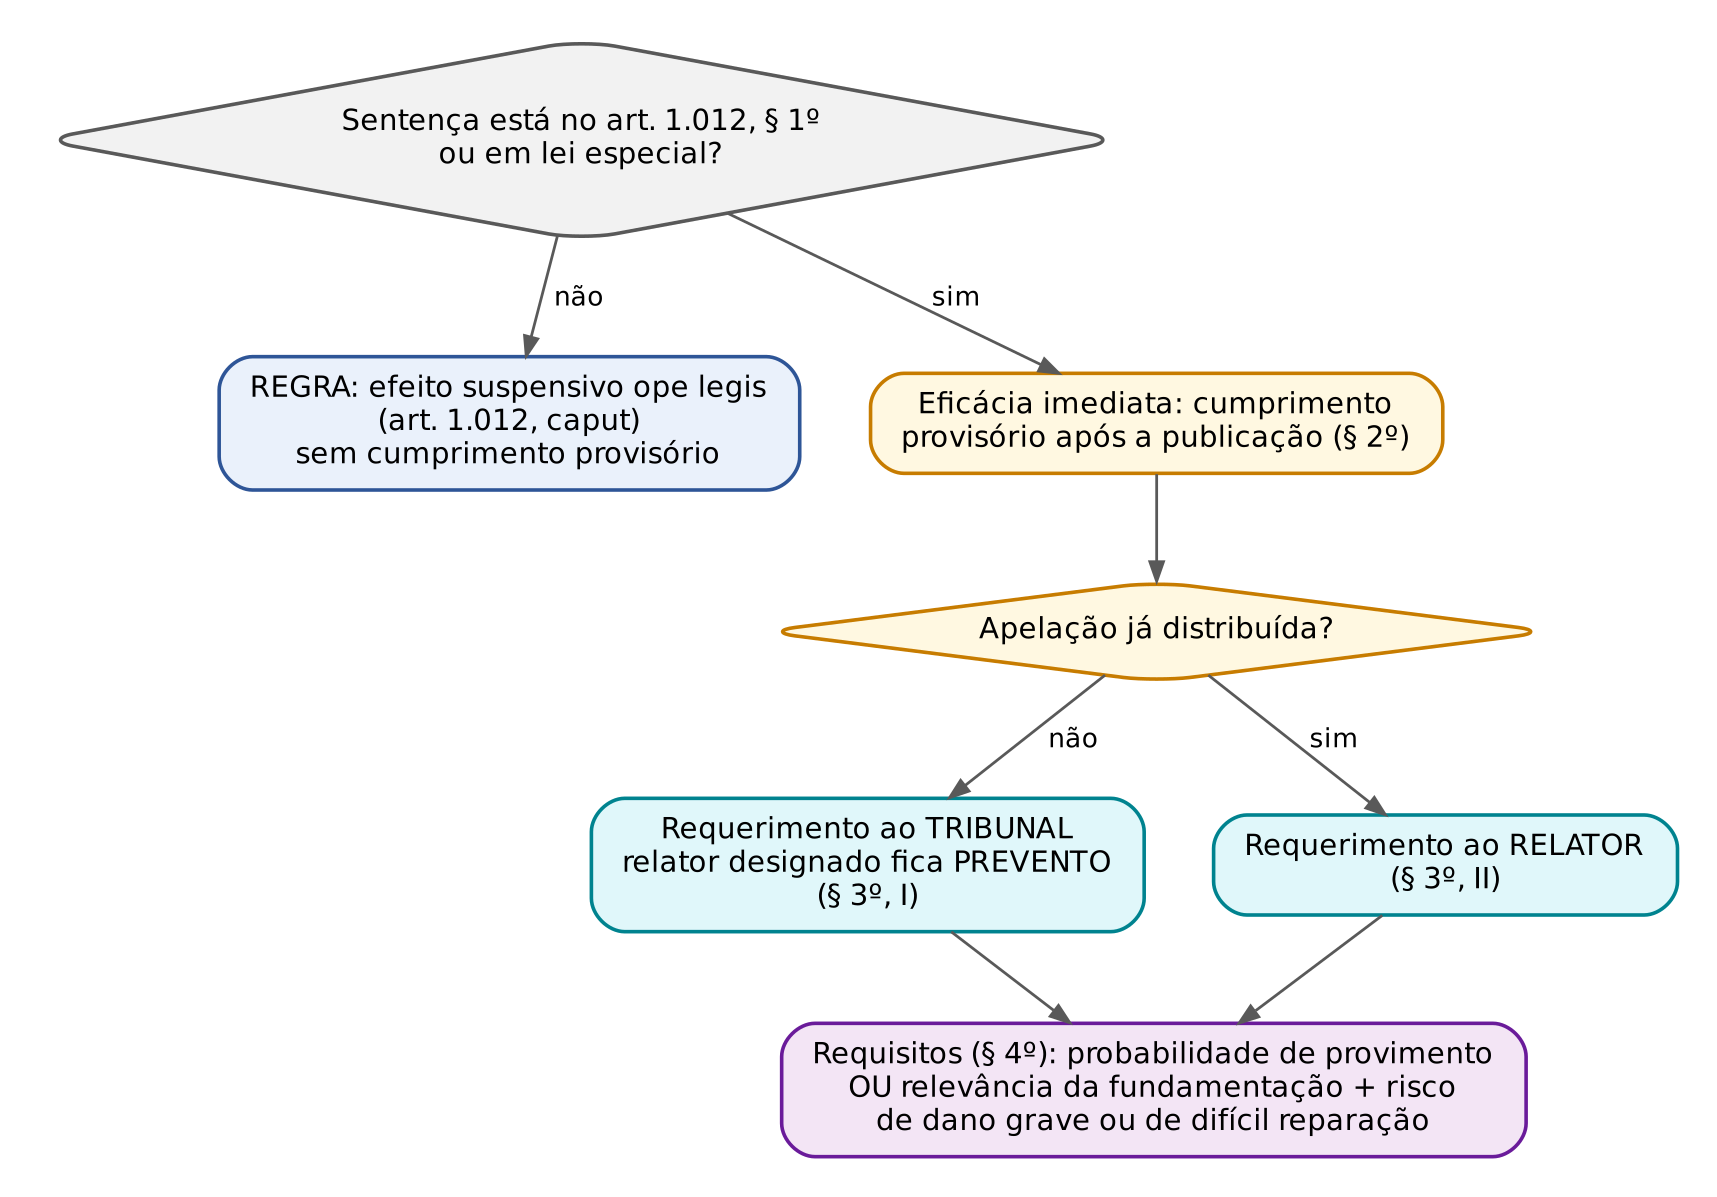 Sentença está no art. 1.012, § 1º
ou em lei especial?
não
sim
REGRA: efeito suspensivo ope legis
(art. 1.012, caput)
sem cumprimento provisório
Eficácia imediata: cumprimento
provisório após a publicação (§ 2º)
Apelação já distribuída?
não
sim
Requerimento ao TRIBUNAL
relator designado fica PREVENTO
(§ 3º, I)
Requerimento ao RELATOR
(§ 3º, II)
Requisitos (§ 4º): probabilidade de provimento
OU relevância da fundamentação + risco
de dano grave ou de difícil reparação